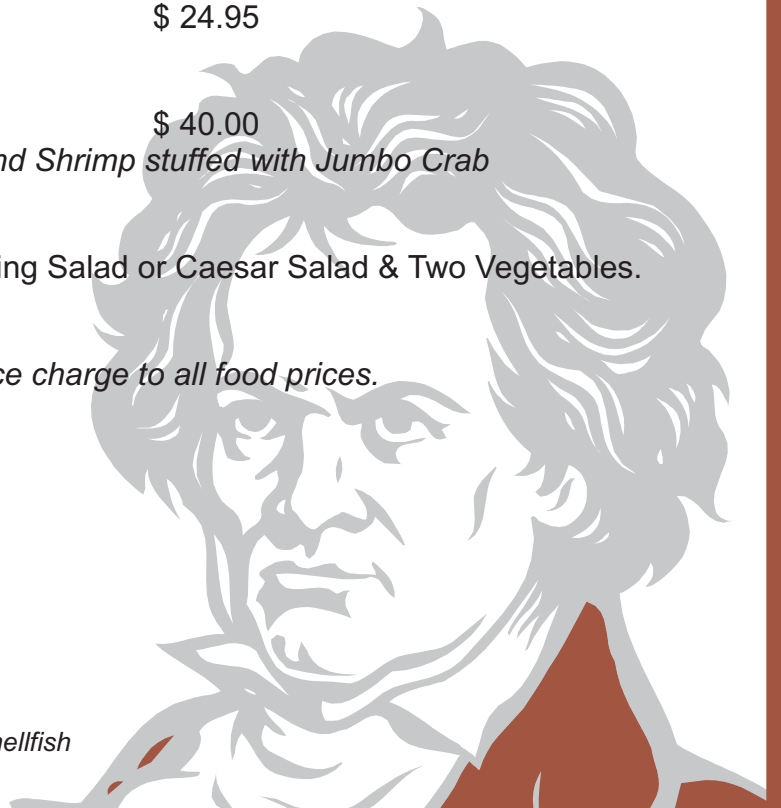 $ 24.95
$ 40.00
nd Shrimp stuffed with Jumbo Crab
ing Salad or Caesar Salad & Two Vegetables.
ce charge to all food prices.
ellfish